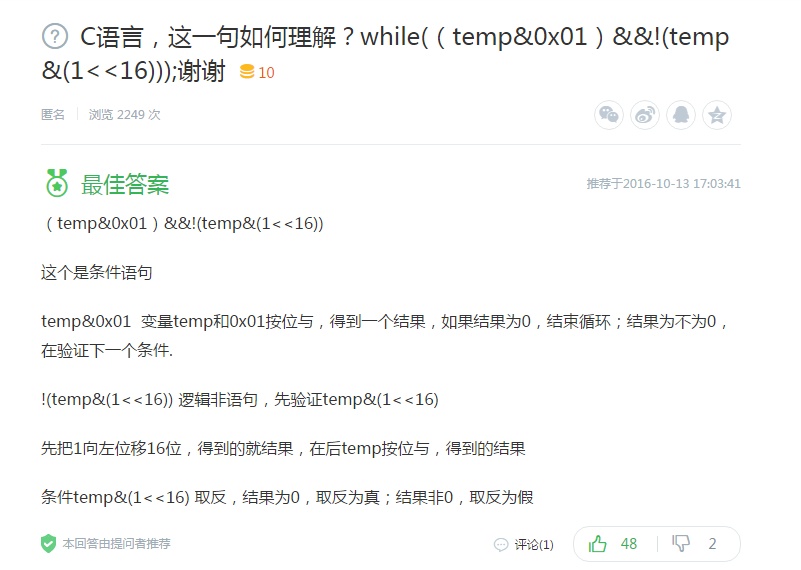 C语言，这一句如何理解？while(（temp&0x01）&&!(temp
&(1<<16)));谢谢 10
匿名 浏览 2249 次
最佳答案 推荐于2016-10-13 17:03:41
（temp&0x01）&&!(temp&(1<<16))
这个是条件语句
temp&0x01 变量temp和0x01按位与，得到一个结果，如果结果为0，结束循环；结果为不为0，
在验证下一个条件.
!(temp&(1<<16)) 逻辑非语句，先验证temp&(1<<16)
先把1向左位移16位，得到的就结果，在后temp按位与，得到的结果
条件temp&(1<<16) 取反，结果为0，取反为真；结果非0，取反为假
本回答由提问者推荐 评论(1) 48 2